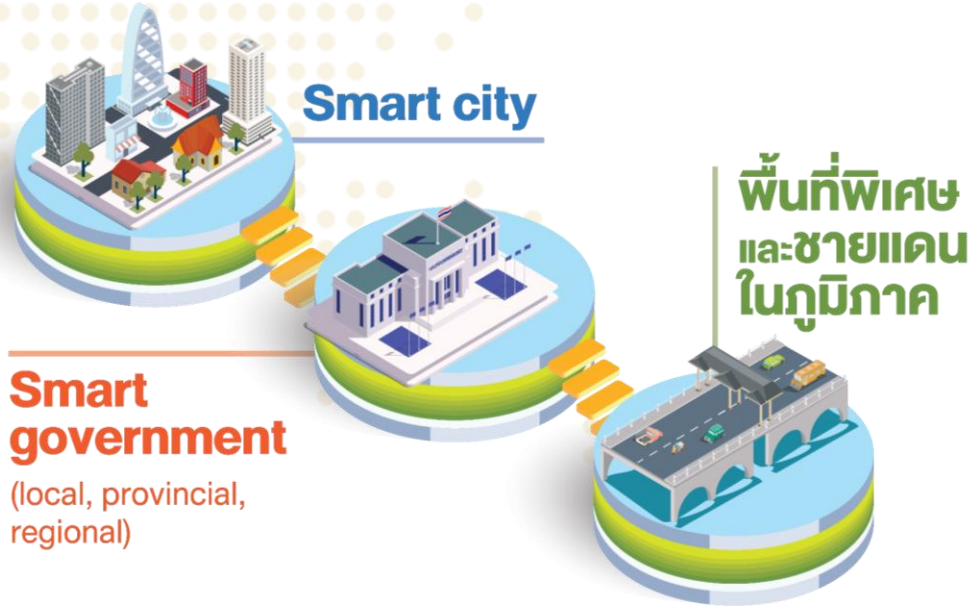 Smart city
พื้นที่พิเศษ
และชายแดน
ในภูมิภาค
Smart
government
(local, provincial,
regional)